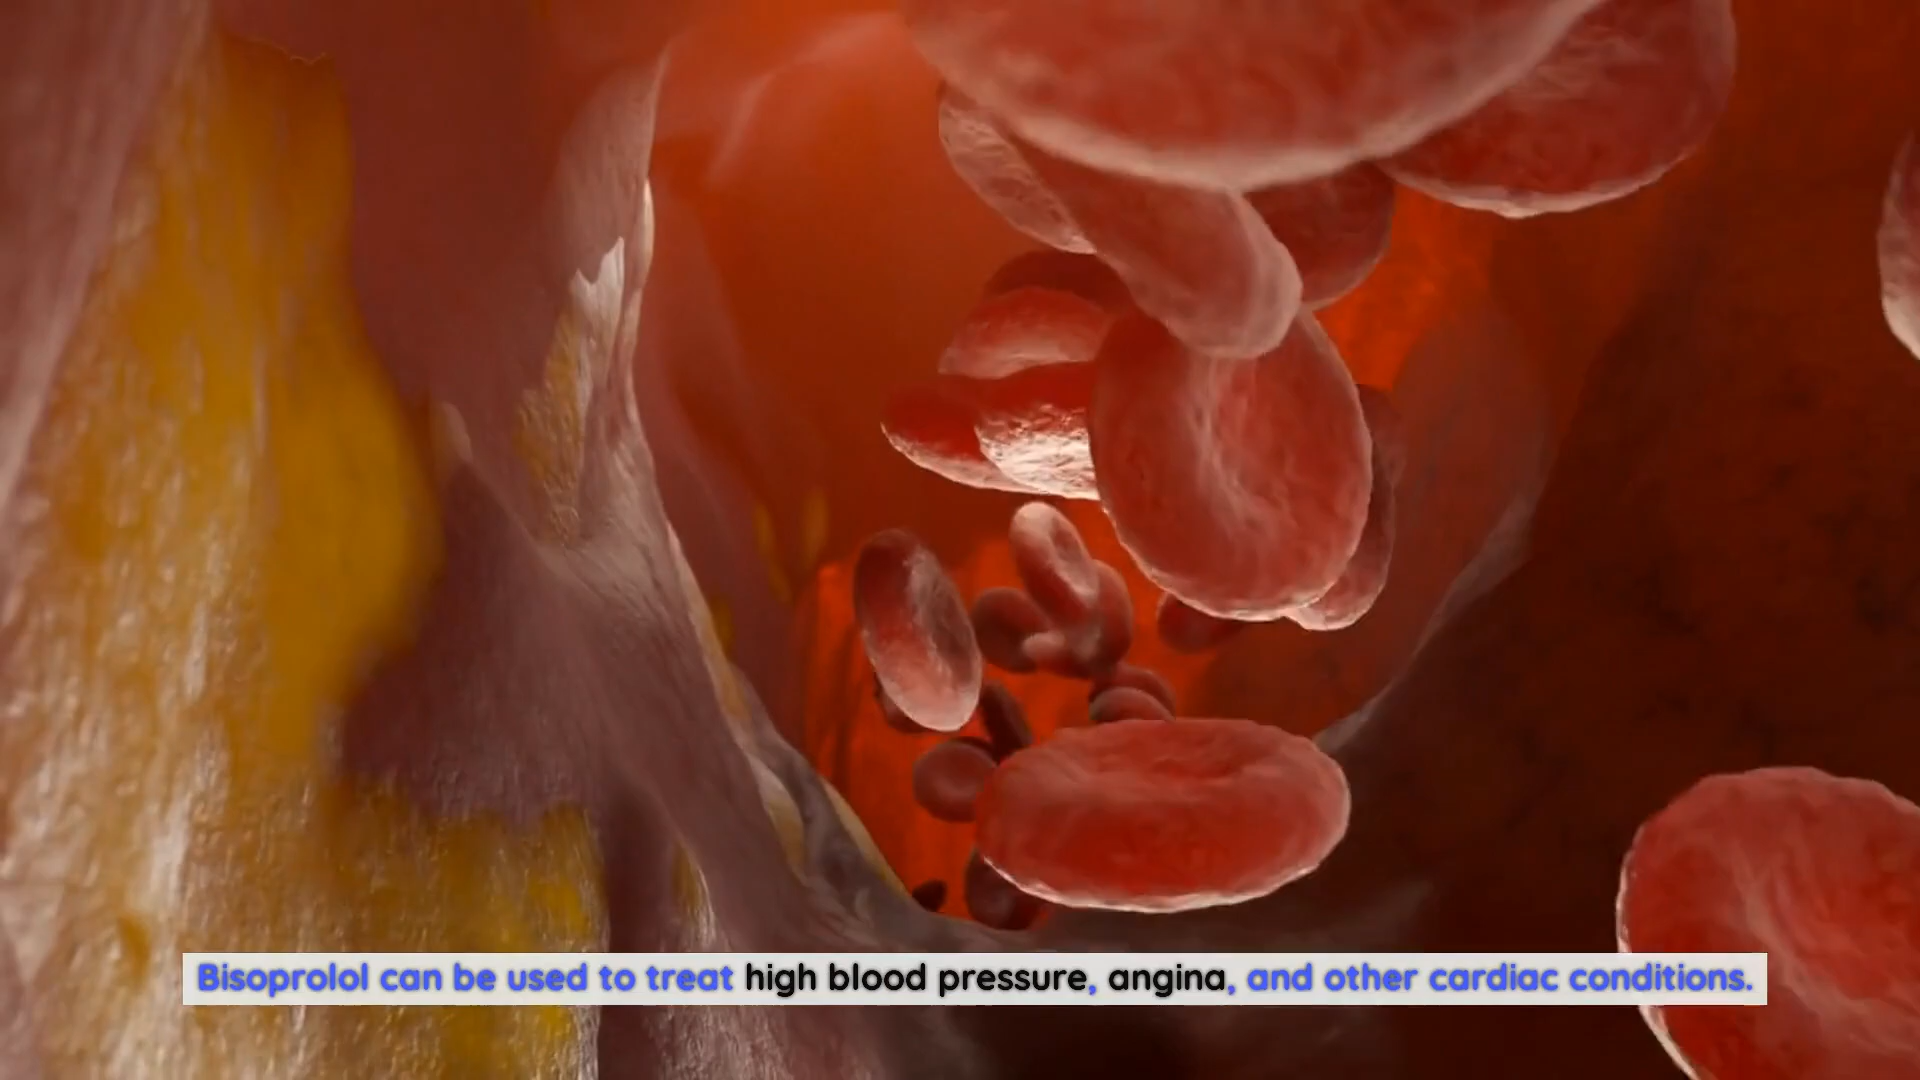 Bisoprolol can be used to treat high blood pressure, angina, and other cardiac conditions.